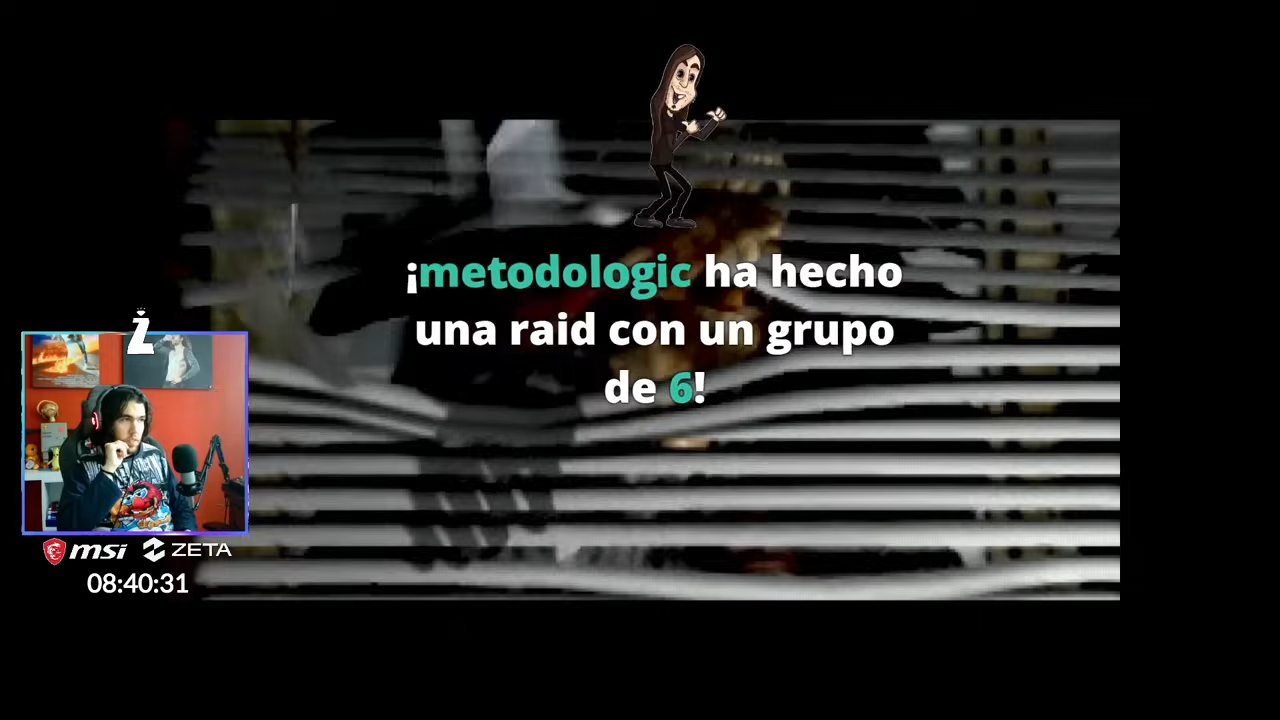 ¡metodologic ha hecho
una raid con un grupo
de 6!
Z
msi ZETA
08:40:31